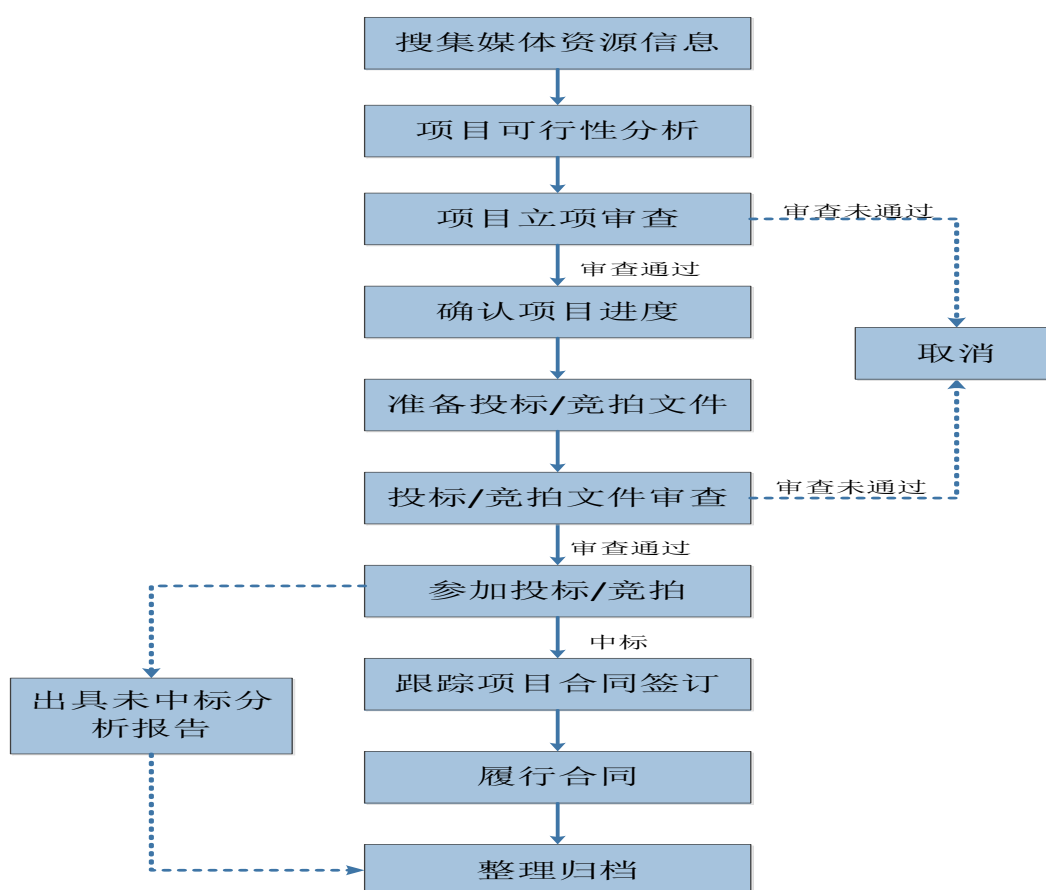 搜集媒体资源信息
项目可行性分析
项目立项审查
审查未通过
审查通过
确认项目进度
取消
准备投标/竞拍文件
投标/竞拍文件审查
审查未通过
审查通过
参加投标/竞拍
中标
跟踪项目合同签订
出具未中标分
析报告
履行合同
整理归档